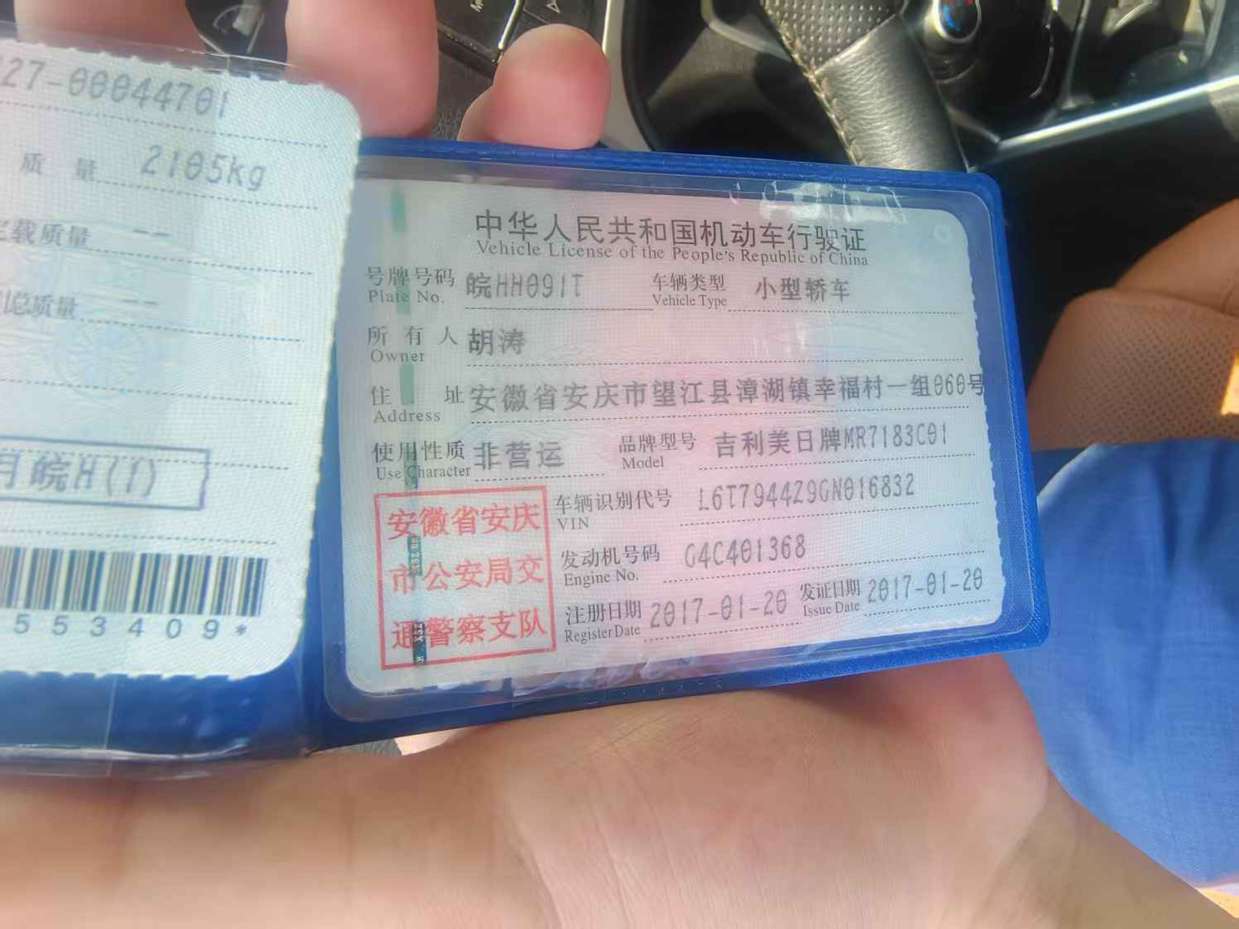 27-00044701
质 量 2105kg
载质量 --
总质量 --
月皖H(1)
553409*
中华人民共和国机动车行驶证
Vehicle License of the People's Republic of China
号牌号码 皖HH091T 车辆类型 小型轿车
Plate No. Vehicle Type
所有人 胡涛
Owner
住址 安徽省安庆市望江县漳湖镇幸福村一组060号
Address
使用性质 非营运 品牌型号 吉利美日牌MR7183C01
Use Character Model
安徽省安庆
市公安局交
通警察支队
车辆识别代号 L6T7944Z9GN016832
VIN
发动机号码 G4C401368
Engine No.
注册日期 2017-01-20 发证日期 2017-01-20
Register Date Issue Date